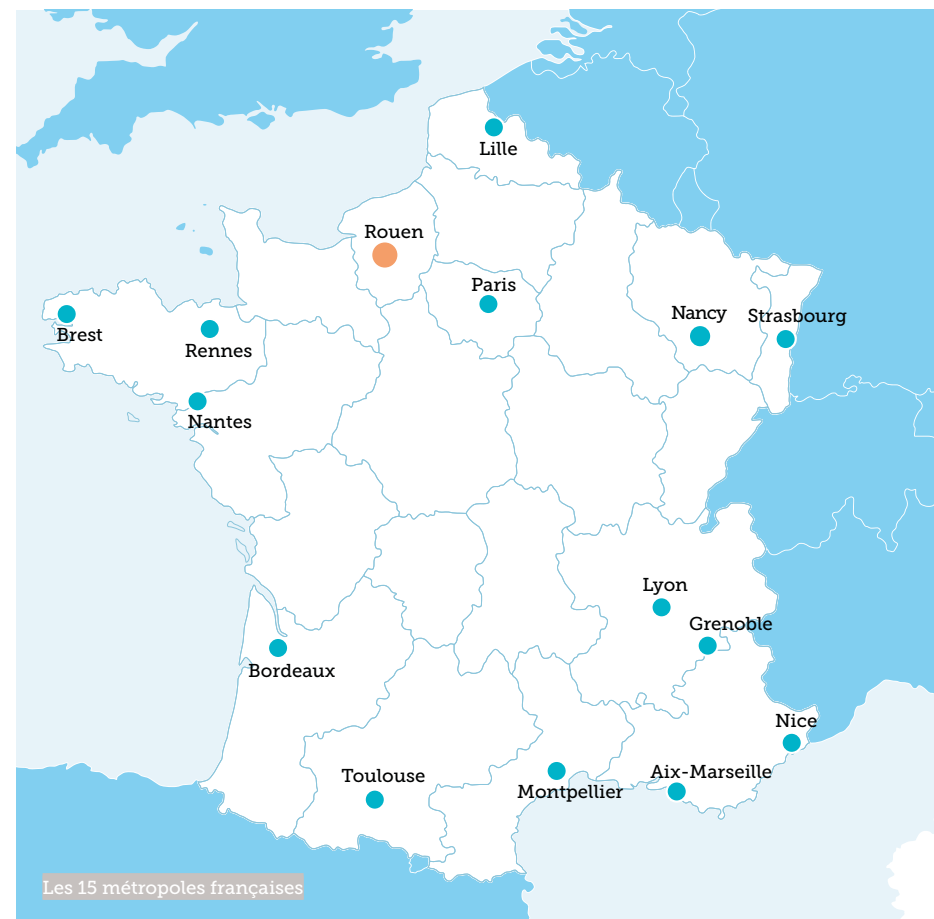 Lille
Rouen
Paris
Nancy
Strasbourg
Brest
Rennes
Nantes
Lyon
Grenoble
Bordeaux
Nice
Toulouse
Aix-Marseille
Montpellier
Les 15 métropoles françaises